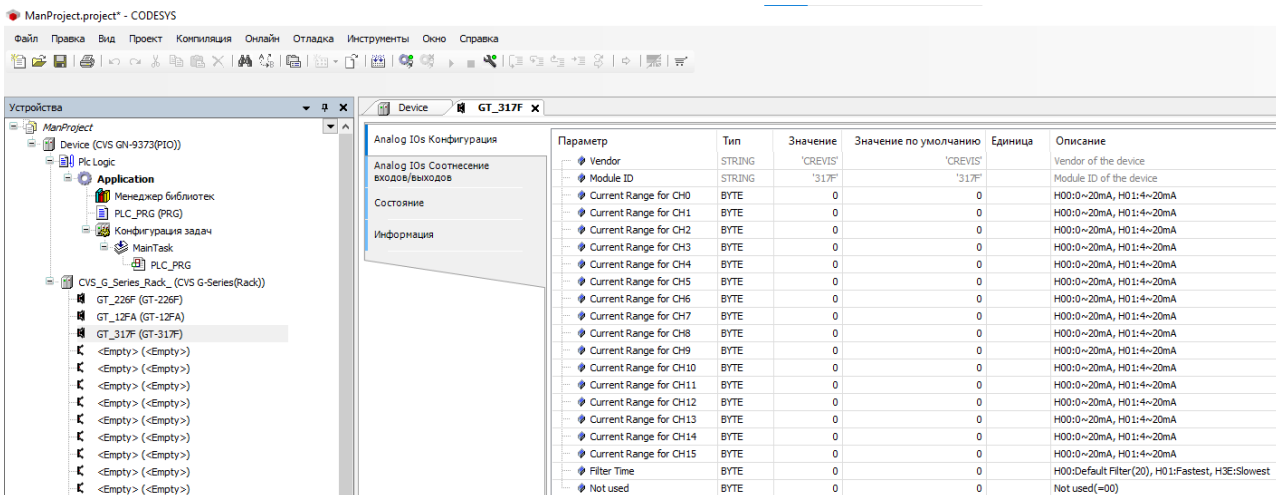 ManProject.project* - CODESYS
Файл Правка Вид Проект Компиляция Онлайн Отладка Инструменты Окно Справка
Устройства
ManProject
Device (CVS GN-9373(PIO))
Plc Logic
Application
Менеджер библиотек
PLC_PRG (PRG)
Конфигурация задач
MainTask
PLC_PRG
CVS_G_Series_Rack_ (CVS G-Series(Rack))
GT_226F (GT-226F)
GT_12FA (GT-12FA)
GT_317F (GT-317F)
<Empty> (<Empty>)
<Empty> (<Empty>)
<Empty> (<Empty>)
<Empty> (<Empty>)
<Empty> (<Empty>)
<Empty> (<Empty>)
<Empty> (<Empty>)
<Empty> (<Empty>)
<Empty> (<Empty>)
Device GT_317F
Analog IOs Конфигурация
Analog IOs Соотнесение
входов/выходов
Состояние
Информация
Параметр Тип Значение Значение по умолчанию Единица Описание
Vendor STRING 'CREVIS' 'CREVIS' Vendor of the device
Module ID STRING '317F' '317F' Module ID of the device
Current Range for CH0 BYTE 0 0 H00:0~20mA, H01:4~20mA
Current Range for CH1 BYTE 0 0 H00:0~20mA, H01:4~20mA
Current Range for CH2 BYTE 0 0 H00:0~20mA, H01:4~20mA
Current Range for CH3 BYTE 0 0 H00:0~20mA, H01:4~20mA
Current Range for CH4 BYTE 0 0 H00:0~20mA, H01:4~20mA
Current Range for CH5 BYTE 0 0 H00:0~20mA, H01:4~20mA
Current Range for CH6 BYTE 0 0 H00:0~20mA, H01:4~20mA
Current Range for CH7 BYTE 0 0 H00:0~20mA, H01:4~20mA
Current Range for CH8 BYTE 0 0 H00:0~20mA, H01:4~20mA
Current Range for CH9 BYTE 0 0 H00:0~20mA, H01:4~20mA
Current Range for CH10 BYTE 0 0 H00:0~20mA, H01:4~20mA
Current Range for CH11 BYTE 0 0 H00:0~20mA, H01:4~20mA
Current Range for CH12 BYTE 0 0 H00:0~20mA, H01:4~20mA
Current Range for CH13 BYTE 0 0 H00:0~20mA, H01:4~20mA
Current Range for CH14 BYTE 0 0 H00:0~20mA, H01:4~20mA
Current Range for CH15 BYTE 0 0 H00:0~20mA, H01:4~20mA
Filter Time BYTE 0 0 H00:Default Filter(20), H01:Fastest, H3E:Slowest
Not used BYTE 0 0 Not used(=00)